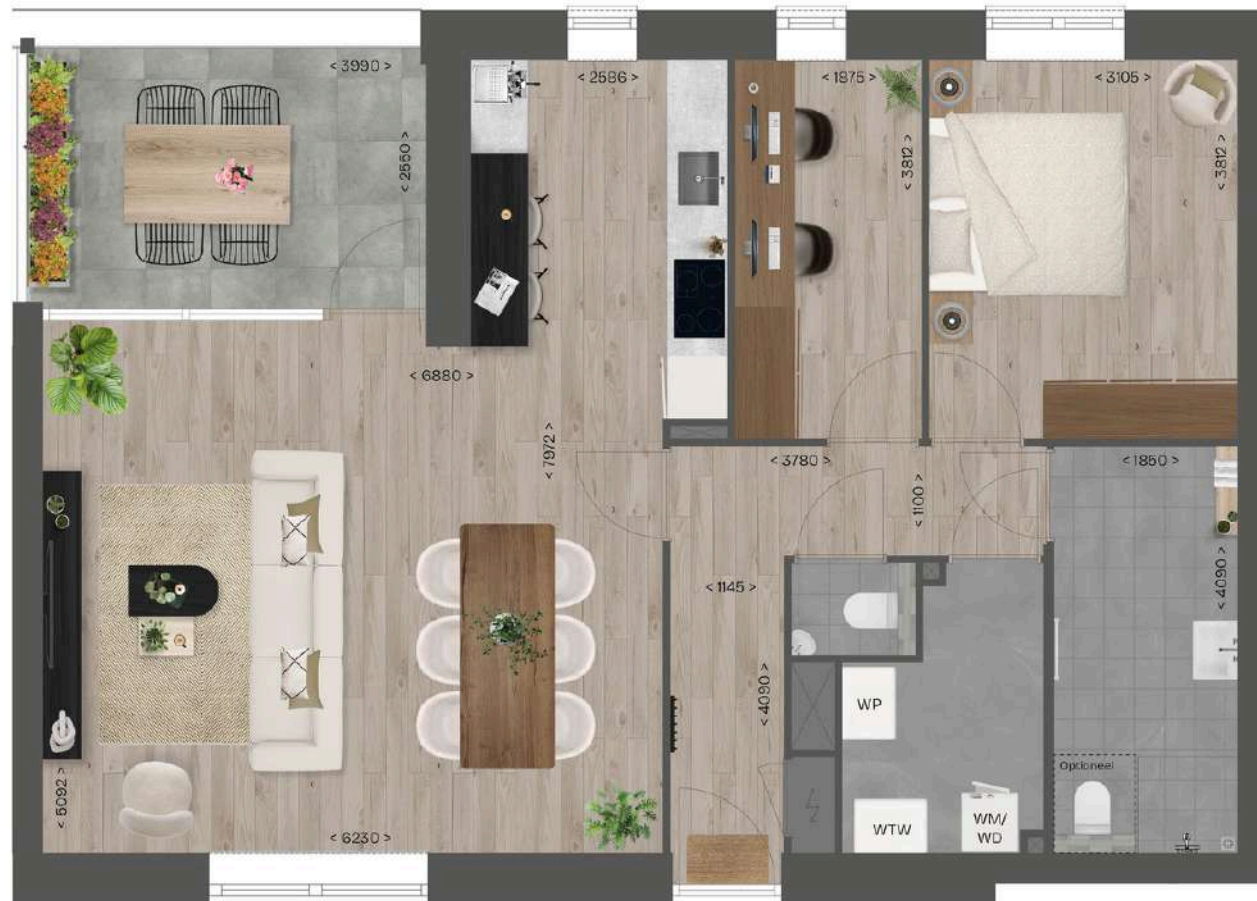 < 3990 >
< 2586 >
< 1875 >
< 3105 >
< 2550 >
< 3812 >
< 3812 >
< 6880 >
< 7972 >
< 3780 >
< 1100 >
< 1850 >
< 1145 >
< 4090 >
< 4090 >
WP
Optioneel
< 5092 >
< 6230 >
WTW
WM/
WD